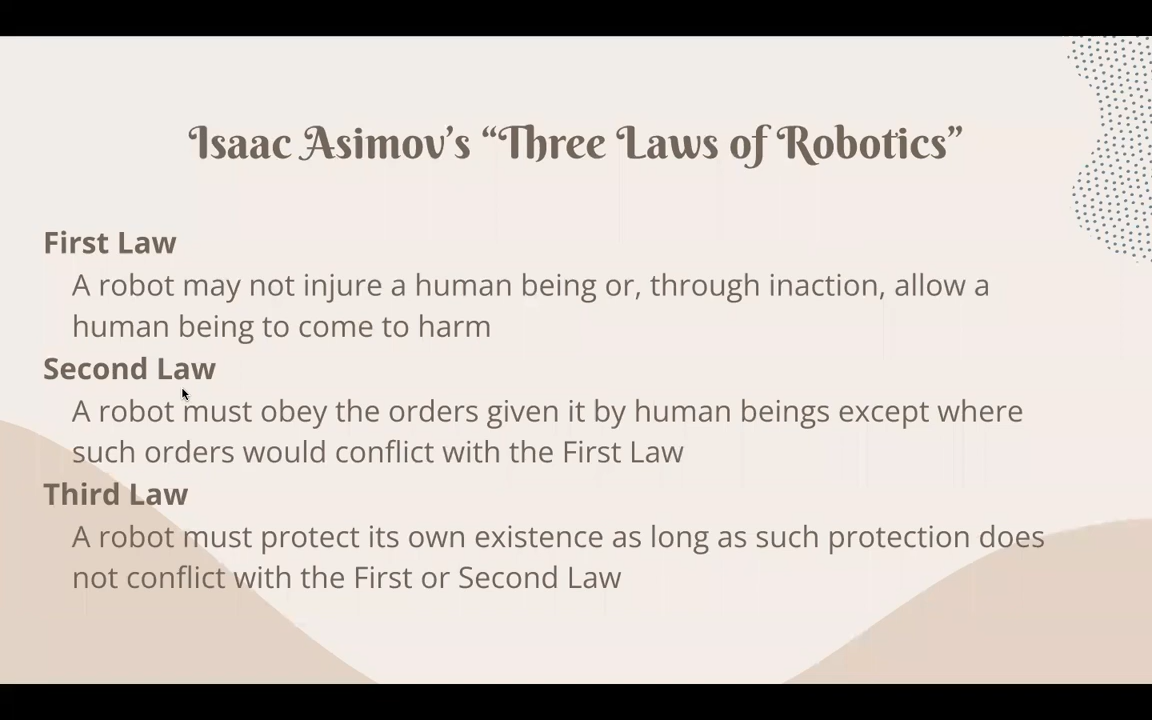 Isaac Asimov’s “Three Laws of Robotics”
First Law
A robot may not injure a human being or, through inaction, allow a
human being to come to harm
Second Law
A robot must obey the orders given it by human beings except where
such orders would conflict with the First Law
Third Law
A robot must protect its own existence as long as such protection does
not conflict with the First or Second Law